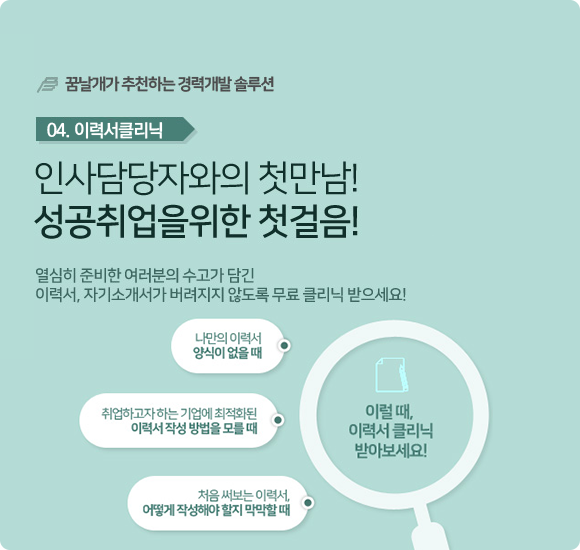 꿈날개가 추천하는 경력개발 솔루션
04. 이력서클리닉
인사담당자와의 첫만남!
성공취업을위한 첫걸음!
열심히 준비한 여러분의 수고가 담긴
이력서, 자기소개서가 버려지지 않도록 무료 클리닉 받으세요!
나만의 이력서
양식이 없을 때
취업하고자 하는 기업에 최적화된
이력서 작성 방법을 모를 때
처음 써보는 이력서,
어떻게 작성해야 할지 막막할 때
이럴 때,
이력서 클리닉
받아보세요!